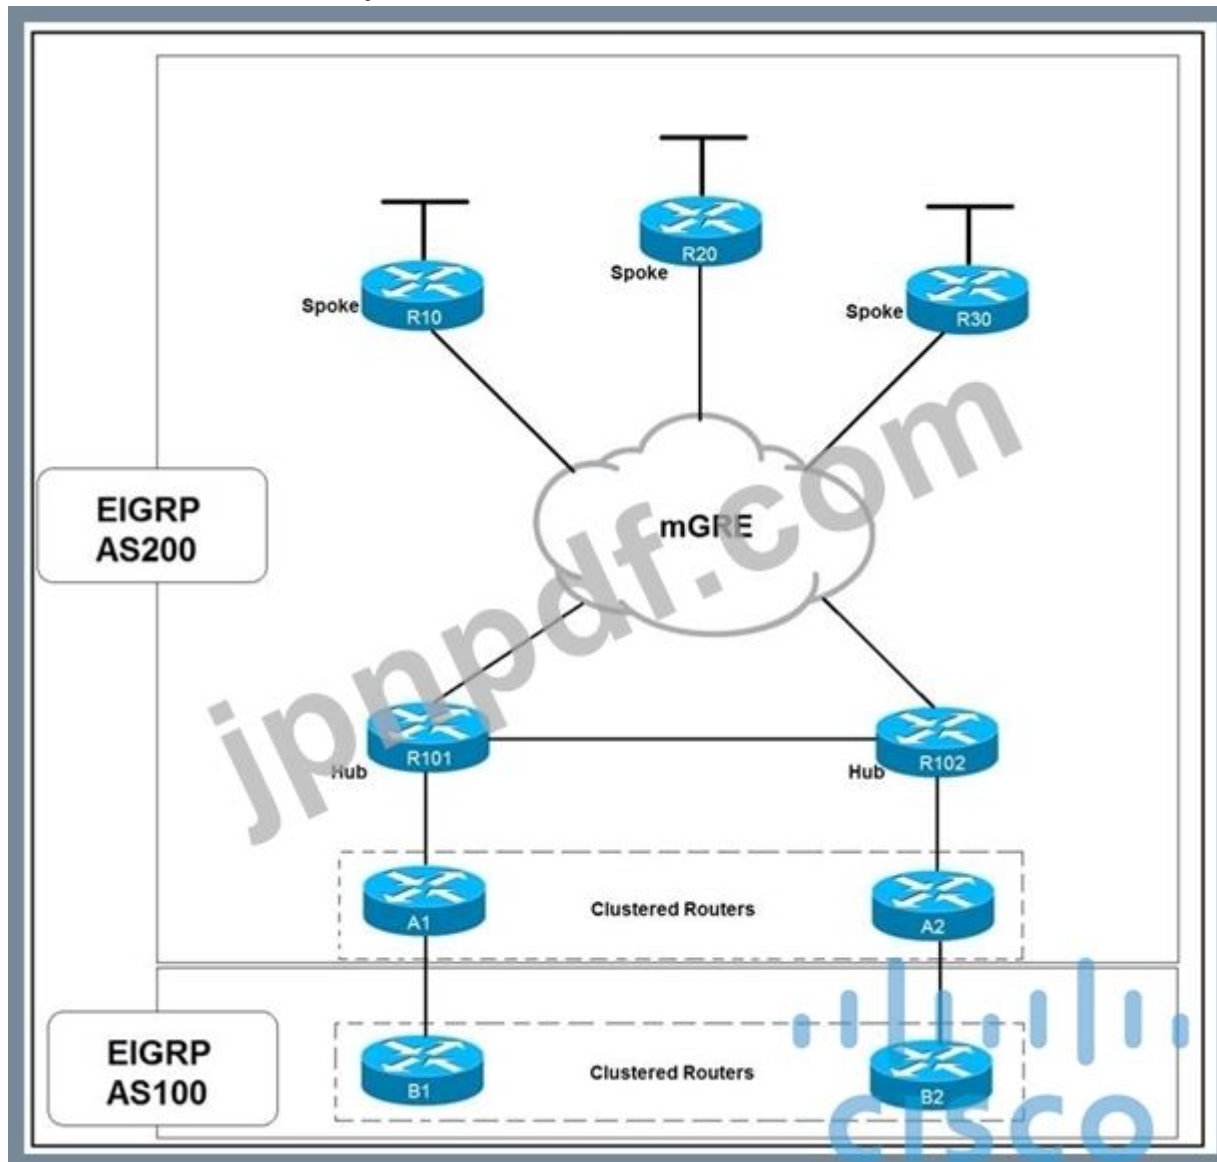 R20
Spoke
R10
Spoke
R30
Spoke
EIGRP
AS200
mGRE
jpnpdf.com
R101
Hub
R102
Hub
A1
Clustered Routers
A2
EIGRP
AS100
B1
Clustered Routers
B2
CISCO